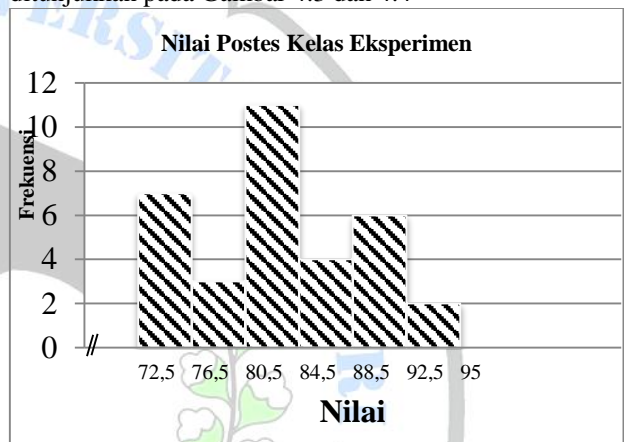 ditunjukkan pada Gambar 4.3 dan 4.4
Nilai Postes Kelas Eksperimen
12
10
8
6
4
2
0
Frekuensi
72,5 76,5 80,5 84,5 88,5 92,5 95
Nilai